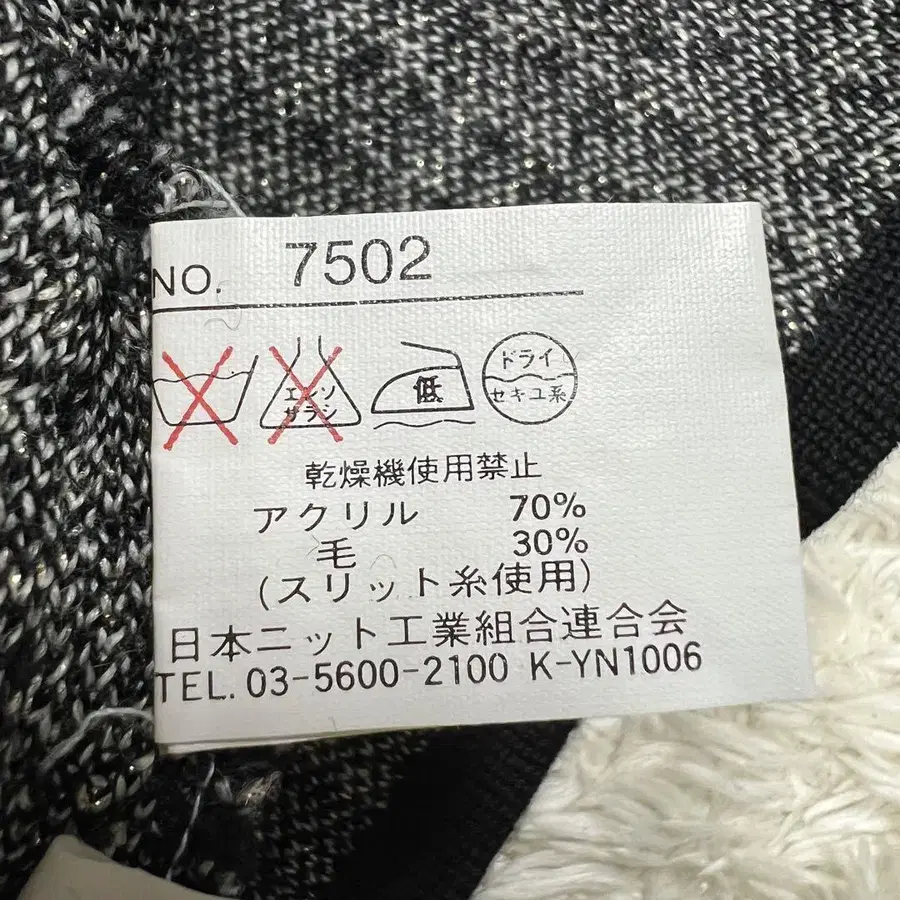 NO. 7502
エンソ
サラシ
低
ドライ
セキユ系
乾燥機使用禁止
アクリル 70%
毛 30%
(スリット糸使用)
日本ニット工業組合連合会
TEL. 03-5600-2100 K-YN1006